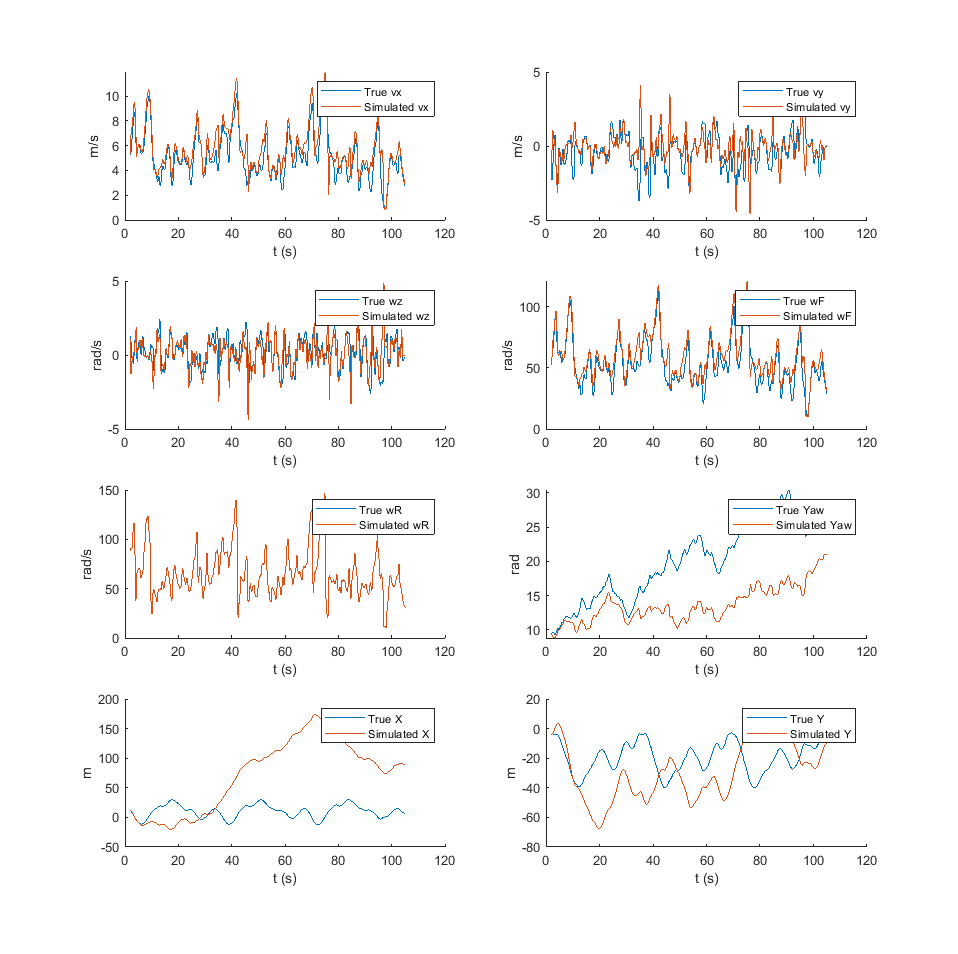 True vx
Simulated vx
m/s
10
8
6
4
2
0
0 20 40 60 80 100 120
t (s)
True vy
Simulated vy
m/s
5
0
-5
0 20 40 60 80 100 120
t (s)
True wz
Simulated wz
rad/s
5
0
-5
0 20 40 60 80 100 120
t (s)
True wF
Simulated wF
rad/s
100
50
0
0 20 40 60 80 100 120
t (s)
True wR
Simulated wR
rad/s
150
100
50
0
0 20 40 60 80 100 120
t (s)
True Yaw
Simulated Yaw
rad
30
25
20
15
10
0 20 40 60 80 100 120
t (s)
True X
Simulated X
m
200
150
100
50
0
-50
0 20 40 60 80 100 120
t (s)
True Y
Simulated Y
m
20
0
-20
-40
-60
-80
0 20 40 60 80 100 120
t (s)